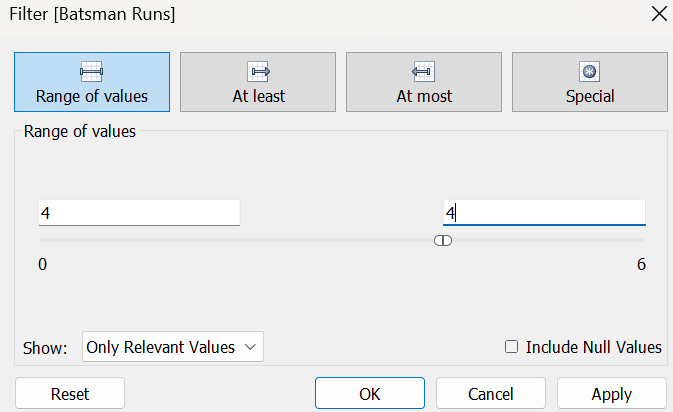 Filter [Batsman Runs]
Range of values
At least
At most
Special
Range of values
4
4
0
6
Show:
Only Relevant Values
Include Null Values
Reset
OK
Cancel
Apply